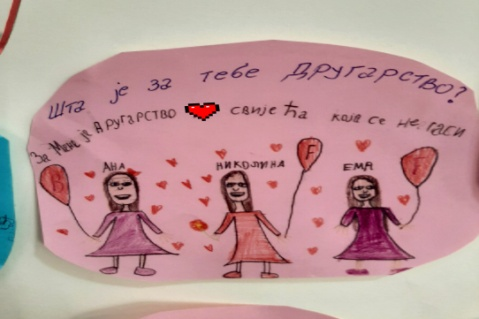 Шта је за тебе ДРУГАРСТВО?
За мене је ДРУГАРСТВО свијећа која се не гаси
АНА НИКОЛИНА ЕМА
B F F